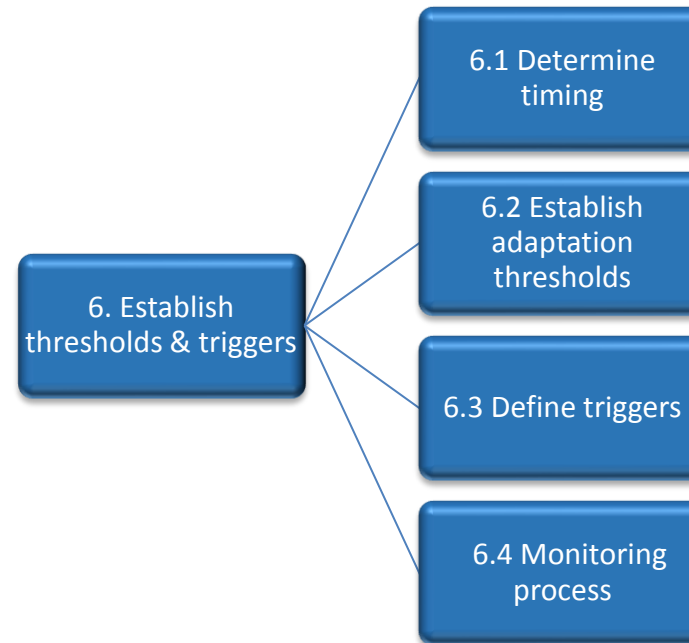 6.1 Determine
timing
6.2 Establish
adaptation
thresholds
6. Establish
thresholds & triggers
6.3 Define triggers
6.4 Monitoring
process